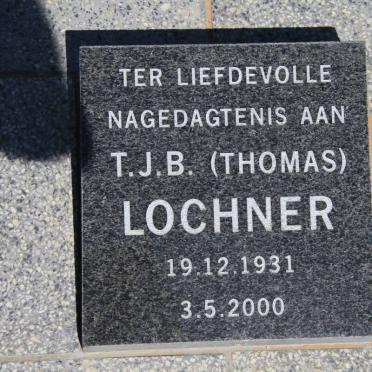 TER LIEFDEVOLLE
NAGEDAGTENIS AAN
T.J.B. (THOMAS)
LOCHNER
19.12.1931
3.5.2000